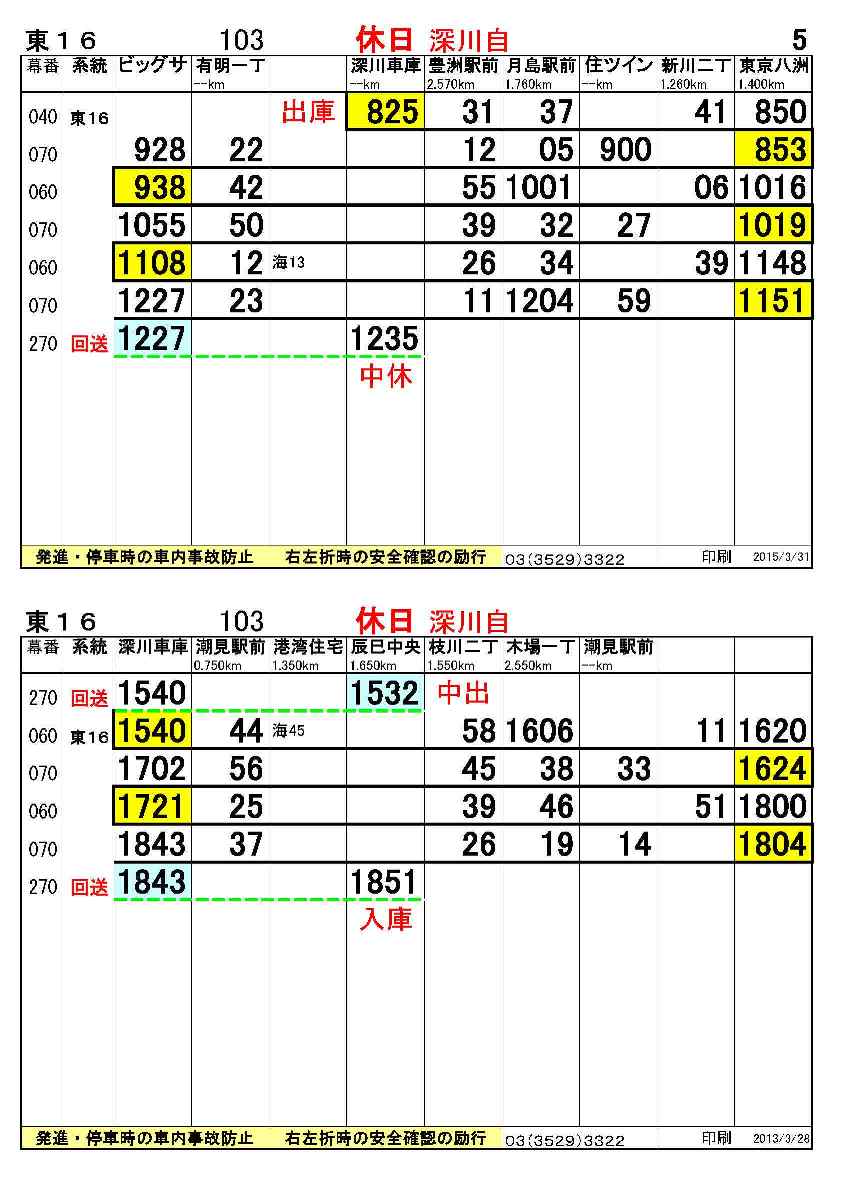 東１６ 103 休日 深川自 5
幕番 系統 ビッグサ 有明一丁 深川車庫 豊洲駅前 月島駅前 住ツイン 新川二丁 東京八洲
--km --km 2.570km 1.760km --km 1.260km 1.400km
040 東16 出庫 825 31 37 41 850
070 928 22 12 05 900 853
060 938 42 55 1001 06 1016
070 1055 50 39 32 27 1019
060 1108 12 海13 26 34 39 1148
070 1227 23 11 1204 59 1151
270 回送 1227 1235
中休
発進・停車時の車内事故防止 右左折時の安全確認の励行 03(3529)3322 印刷 2015/3/31
東１６ 103 休日 深川自
幕番 系統 深川車庫 潮見駅前 港湾住宅 辰巳中央 枝川二丁 木場一丁 潮見駅前
0.750km 1.350km 1.650km 1.550km 2.550km --km
270 回送 1540 1532 中出
060 東16 1540 44 海45 58 1606 11 1620
070 1702 56 45 38 33 1624
060 1721 25 39 46 51 1800
070 1843 37 26 19 14 1804
270 回送 1843 1851
入庫
発進・停車時の車内事故防止 右左折時の安全確認の励行 03(3529)3322 印刷 2013/3/28